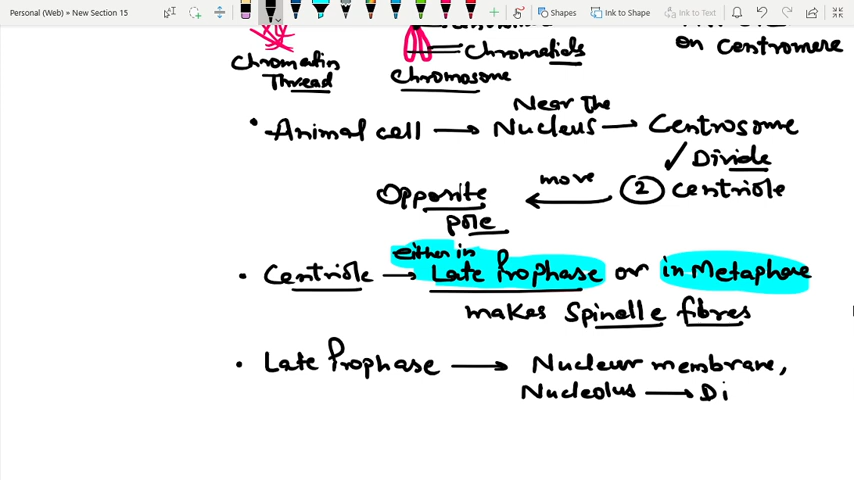 Personal (Web) » New Section 15
Shapes
Ink to Shape
Ink to Text
Chromatids
on Centromere
Chromatin
Thread
Chromosome
Near the
• Animal cell → Nucleus → Centrosome
✓ Divide
Opposite ← move ② centriole
pole
either in
• Centriole → Late Prophase or in Metaphase
makes Spindle fibres
• Late Prophase → Nuclear membrane,
Nucleolus → Di